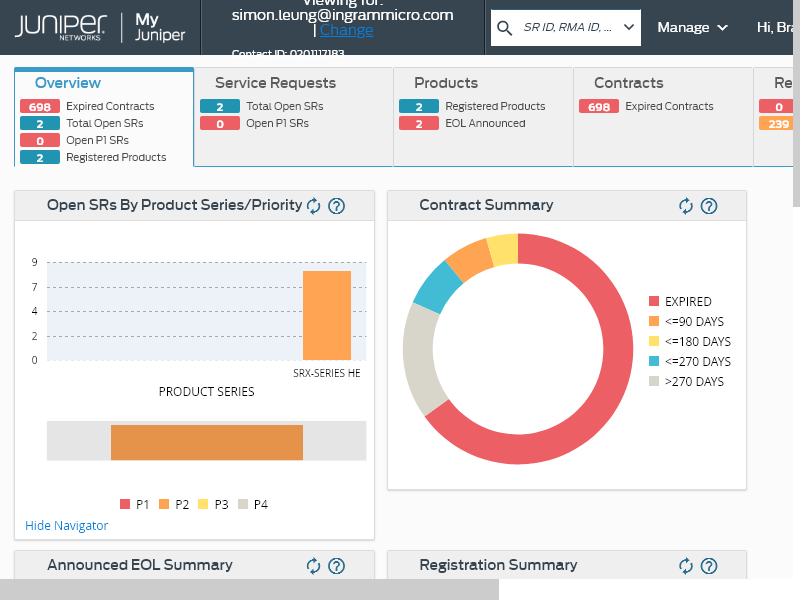 JUNIPER NETWORKS
My Juniper
Viewing for:
simon.leung@ingrammicro.com
| Change
Contact ID: 0201117183
SR ID, RMA ID, ...
Manage
Hi, Bra
Overview
698 Expired Contracts
2 Total Open SRs
0 Open P1 SRs
2 Registered Products
Service Requests
2 Total Open SRs
0 Open P1 SRs
Products
2 Registered Products
2 EOL Announced
Contracts
698 Expired Contracts
Re
0
239
Open SRs By Product Series/Priority
9
7
4
2
0
SRX-SERIES HE
PRODUCT SERIES
P1 P2 P3 P4
Hide Navigator
Contract Summary
EXPIRED
<=90 DAYS
<=180 DAYS
<=270 DAYS
>270 DAYS
Announced EOL Summary
Registration Summary